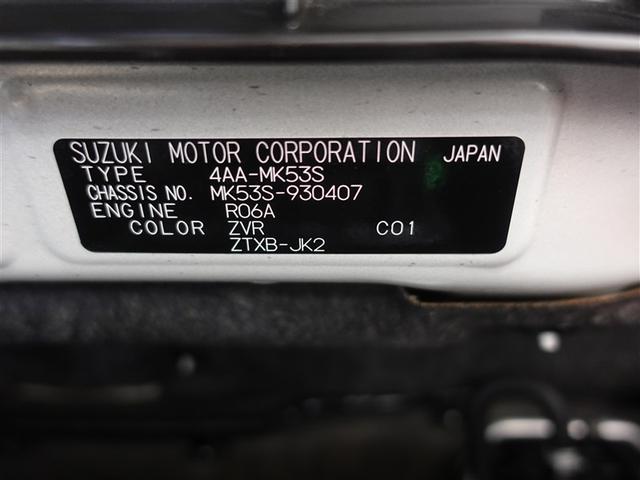 SUZUKI MOTOR CORPORATION JAPAN
TYPE 4AA-MK53S
CHASSIS NO. MK53S-930407
ENGINE R06A
COLOR ZVR C01
ZTXB-JK2